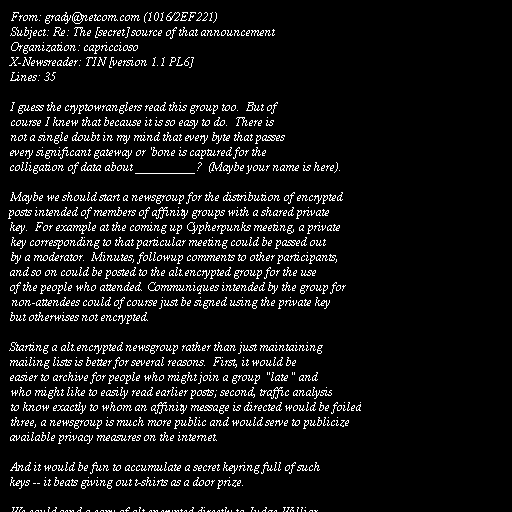 From: grady@netcom.com (1016/2EF221)
Subject: Re: The [secret] source of that announcement
Organization: capriccioso
X-Newsreader: TIN [version 1.1 PL6]
Lines: 35
I guess the cryptowranglers read this group too.  But of
course I knew that because it is so easy to do.  There is
not a single doubt in my mind that every byte that passes
every significant gateway or 'bone is captured for the
colligation of data about __________?  (Maybe your name is here).
Maybe we should start a newsgroup for the distribution of encrypted
posts intended of members of affinity groups with a shared private
key.  For example at the coming up Cypherpunks meeting, a private
key corresponding to that particular meeting could be passed out
by a moderator.  Minutes, followup comments to other participants,
and so on could be posted to the alt.encrypted group for the use
of the people who attended. Communiques intended by the group for
non-attendees could of course just be signed using the private key
but otherwises not encrypted.
Starting a alt.encrypted newsgroup rather than just maintaining
mailing lists is better for several reasons.  First, it would be
easier to archive for people who might join a group  "late" and
who might like to easily read earlier posts; second, traffic analysis
to know exactly to whom an affinity message is directed would be foiled
three, a newsgroup is much more public and would serve to publicize
available privacy measures on the internet.
And it would be fun to accumulate a secret keyring full of such
keys -- it beats giving out t-shirts as a door prize.
We could send a copy of alt.encrypted directly to Judge